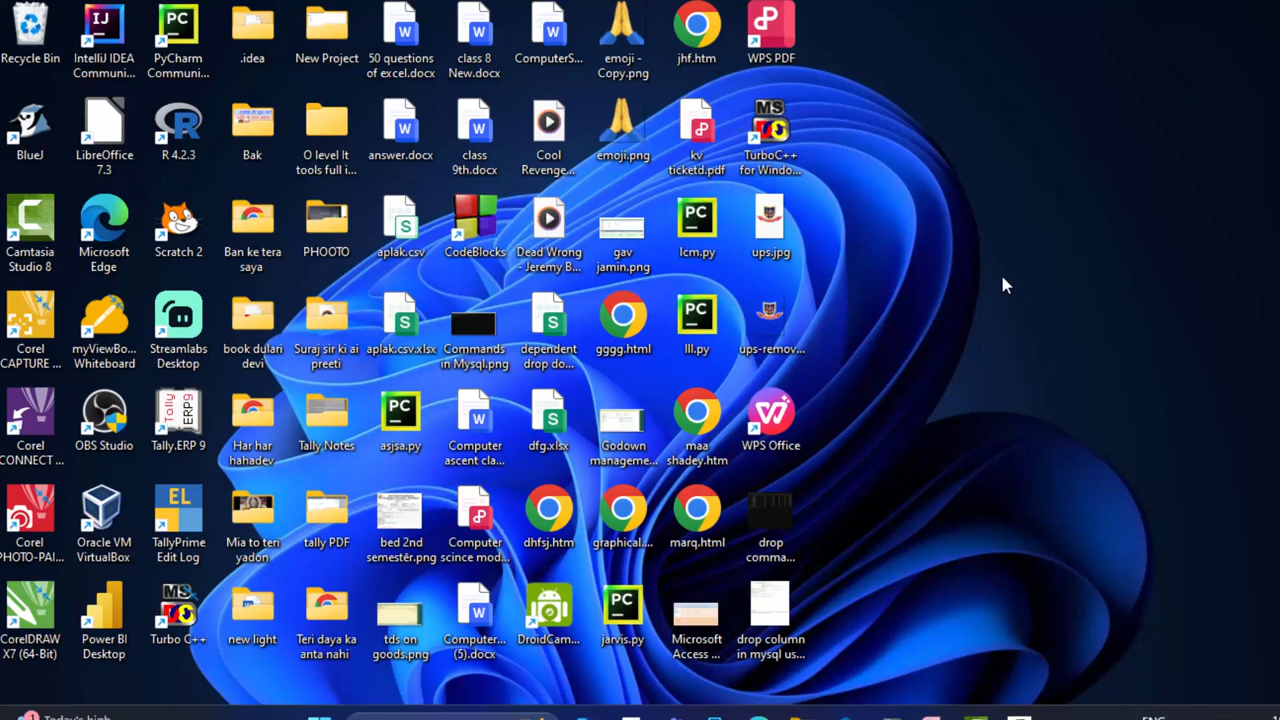 Recycle Bin
IntelliJ IDEA
Communi...
PyCharm
Communi...
.idea
New Project
50 questions
of excel.docx
class 8
New.docx
ComputerS...
emoji -
Copy.png
jhf.htm
WPS PDF
BlueJ
LibreOffice
7.3
R 4.2.3
Bak
O level It
tools full i...
answer.docx
class
9th.docx
Cool
Revenge...
emoji.png
kv
ticketd.pdf
TurboC++
for Windo...
Camtasia
Studio 8
Microsoft
Edge
Scratch 2
Ban ke tera
saya
PHOOTO
aplak.csv
CodeBlocks
Dead Wrong
- Jeremy B...
gav
jamin.png
lcm.py
ups.jpg
Corel
CAPTURE ...
myViewBo...
Whiteboard
Streamlabs
Desktop
book dulari
devi
Suraj sir ki ai
preeti
aplak.csv.xlsx
Commands
in Mysql.png
dependent
drop do...
gggg.html
lll.py
ups-remov...
Corel
CONNECT ...
OBS Studio
Tally.ERP 9
Har har
hahadev
Tally Notes
asjsa.py
Computer
ascent cla...
dfg.xlsx
Godown
manageme...
maa
shadey.htm
WPS Office
Corel
PHOTO-PAI...
Oracle VM
VirtualBox
TallyPrime
Edit Log
Mia to teri
yadon
tally PDF
bed 2nd
semester.png
Computer
scince mod...
dhfsj.htm
graphical....
marq.html
drop
comma...
CorelDRAW
X7 (64-Bit)
Power BI
Desktop
Turbo C++
new light
Teri daya ka
anta nahi
tds on
goods.png
Computer...
(5).docx
DroidCam...
jarvis.py
Microsoft
Access ...
drop column
in mysql us...
1
Today's high
ENG